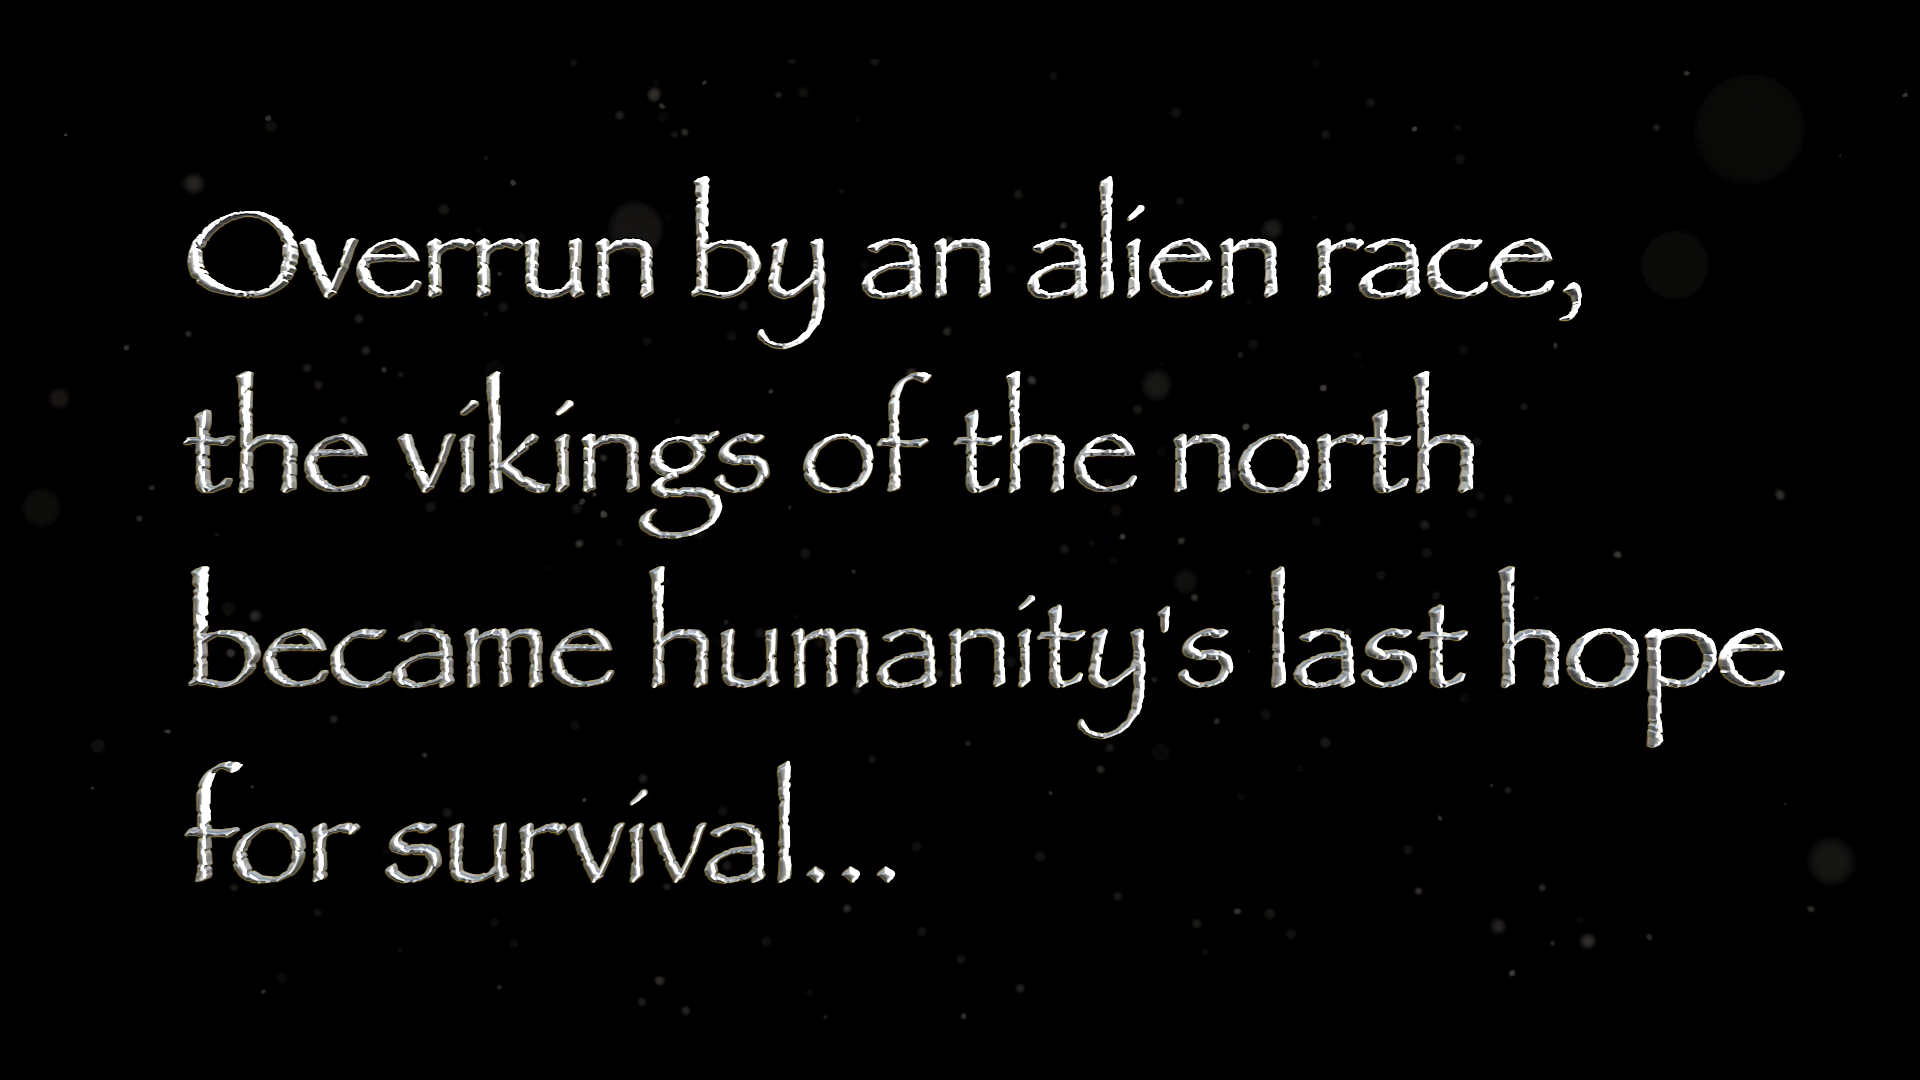 Overrun by an alien race,
the vikings of the north
became humanity's last hope
for survival...